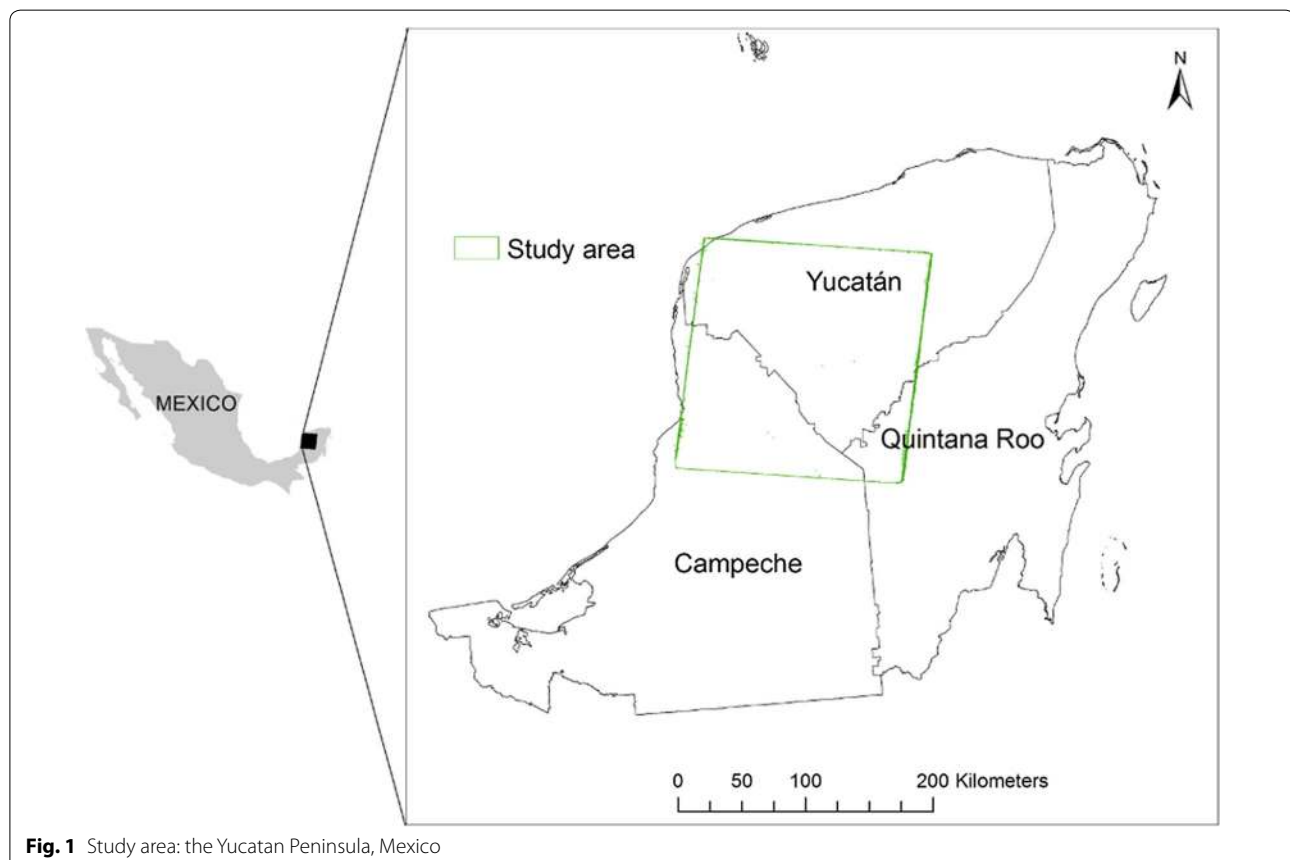 N
Study area
Yucatán
MEXICO
Quintana Roo
Campeche
0 50 100 200 Kilometers
Fig. 1 Study area: the Yucatan Peninsula, Mexico